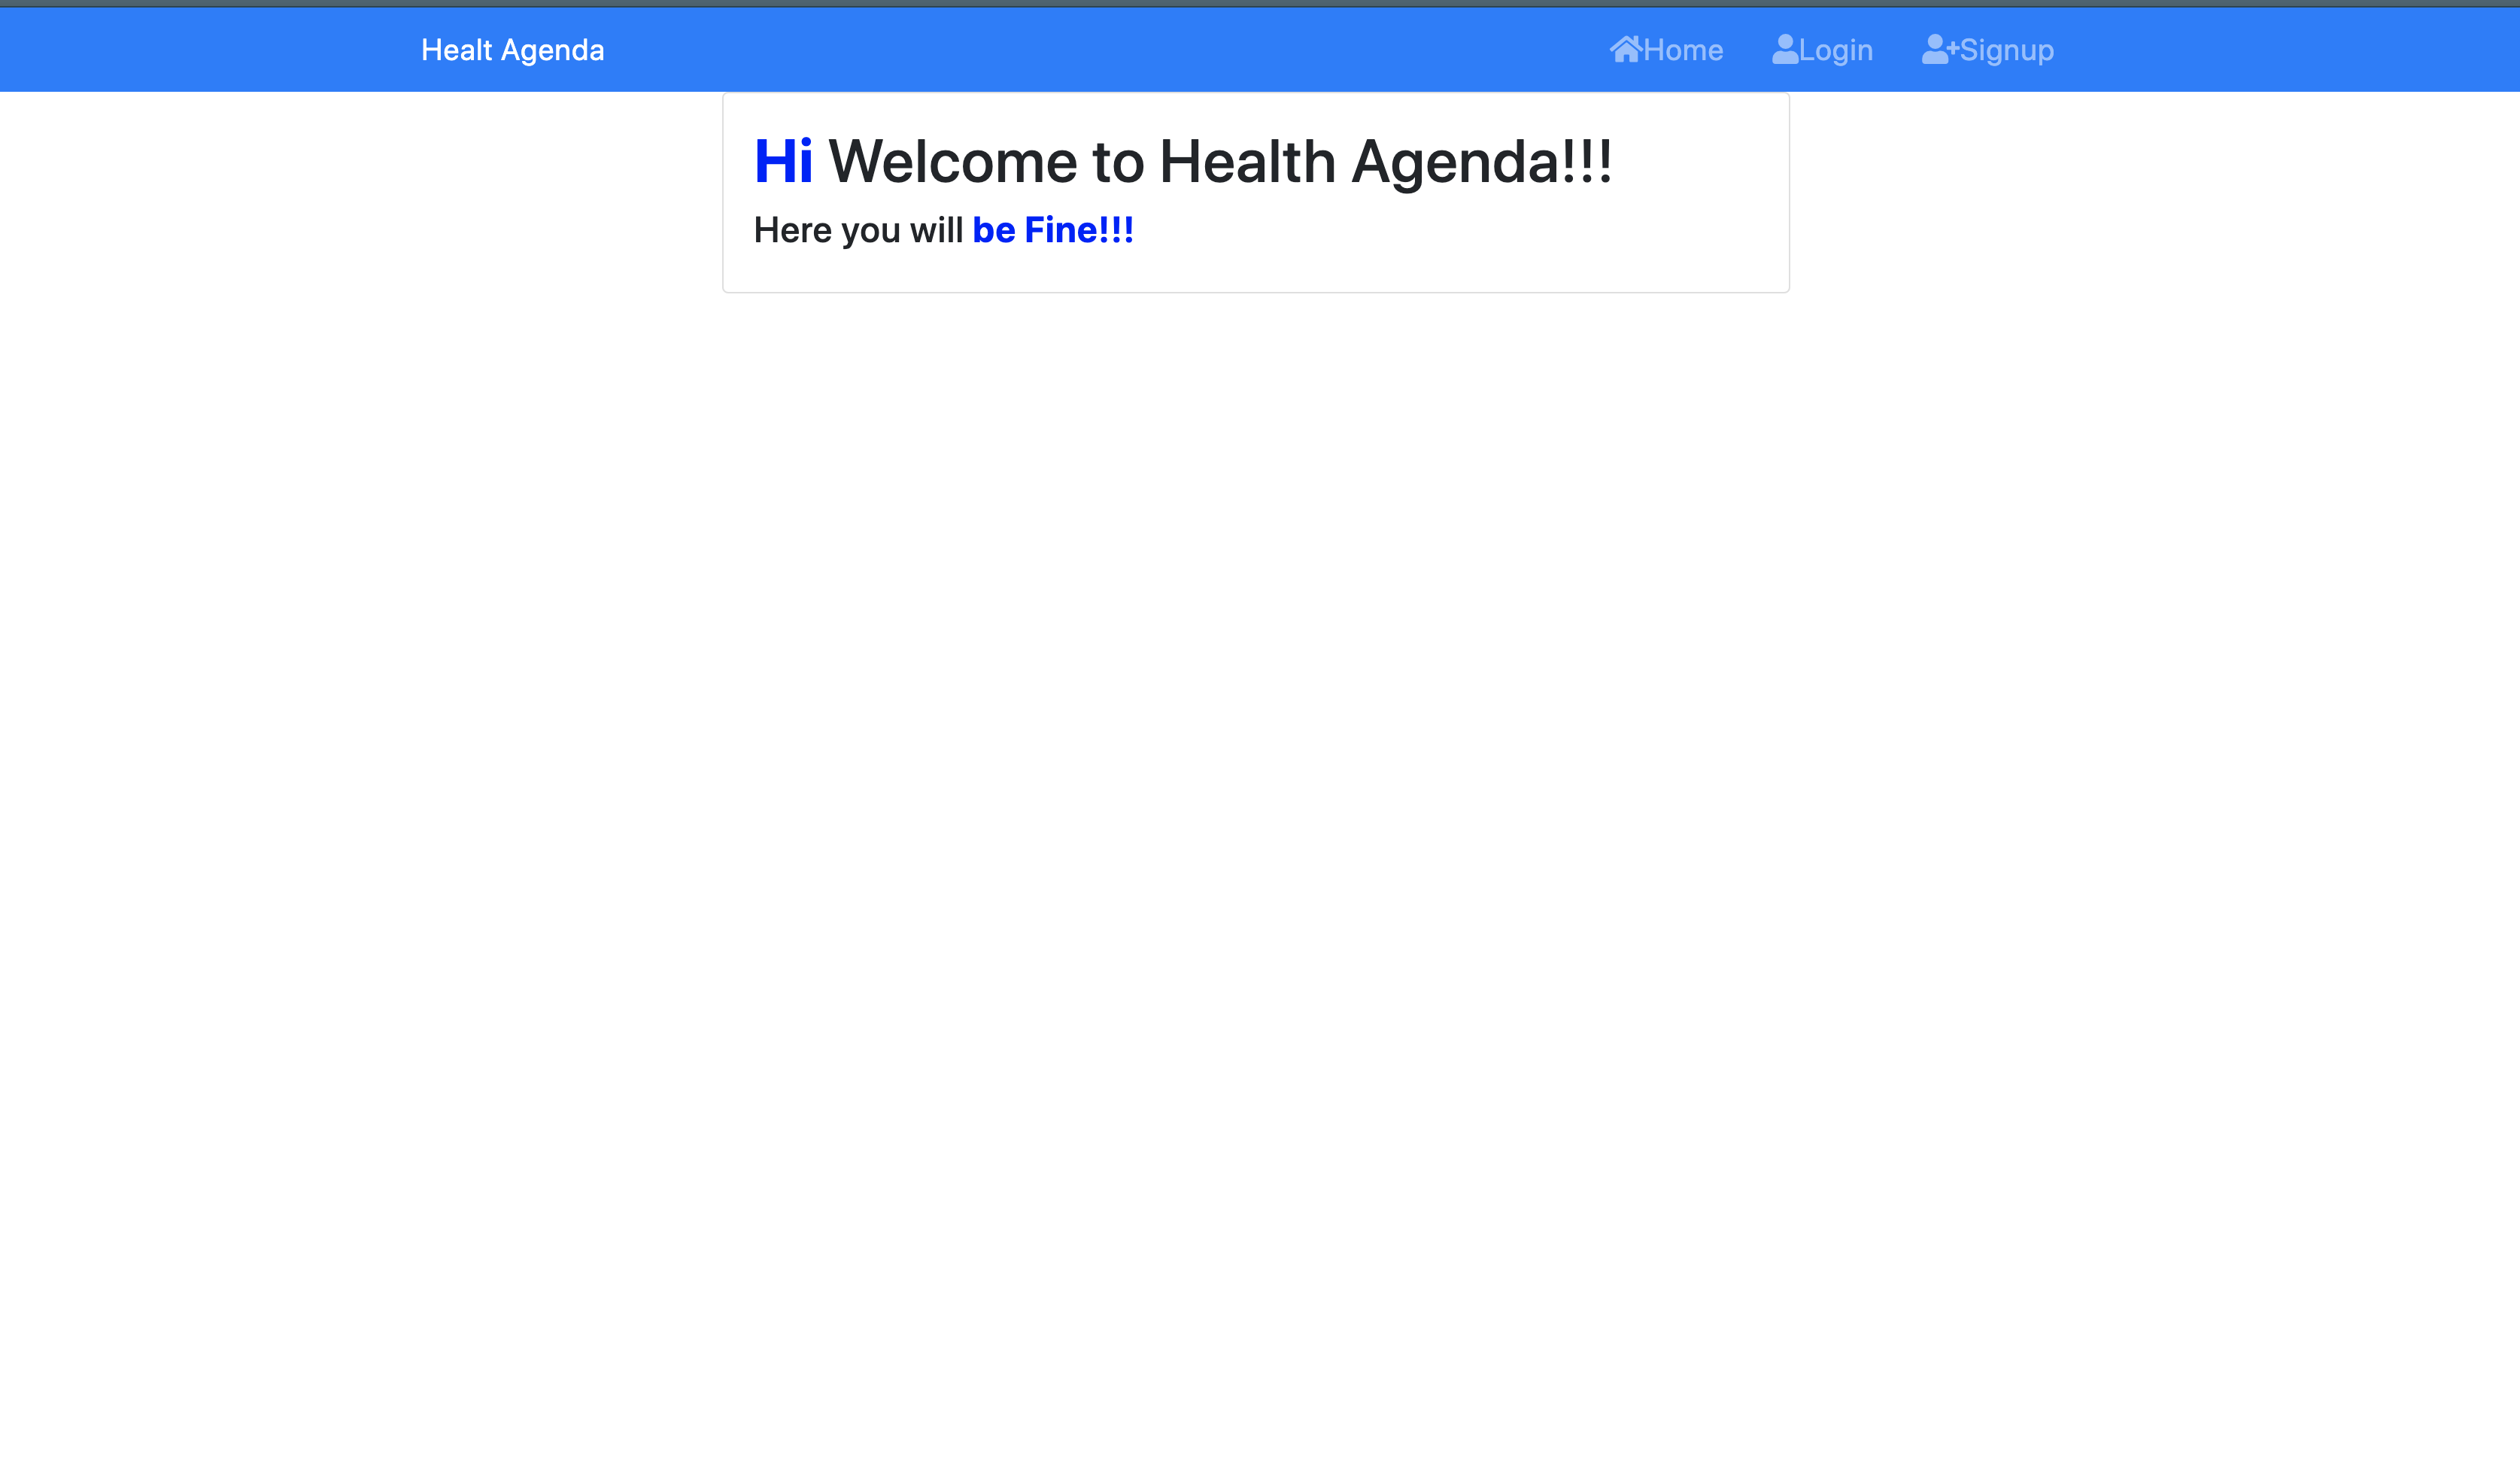 Healt Agenda Home Login Signup
Hi Welcome to Health Agenda!!!
Here you will be Fine!!!